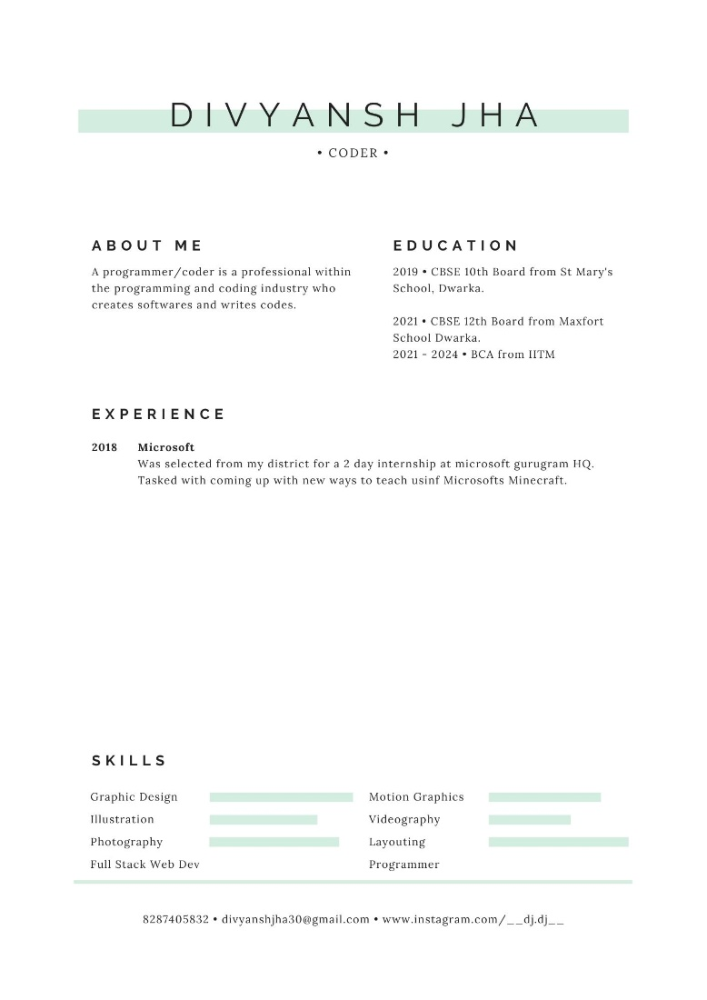 DIVYANSH JHA
• CODER •
ABOUT ME
A programmer/coder is a professional within
the programming and coding industry who
creates softwares and writes codes.
EDUCATION
2019 • CBSE 10th Board from St Mary's
School, Dwarka.
2021 • CBSE 12th Board from Maxfort
School Dwarka.
2021 - 2024 • BCA from IITM
EXPERIENCE
2018 Microsoft
Was selected from my district for a 2 day internship at microsoft gurugram HQ.
Tasked with coming up with new ways to teach usinf Microsofts Minecraft.
SKILLS
Graphic Design
Illustration
Photography
Full Stack Web Dev
Motion Graphics
Videography
Layouting
Programmer
8287405832 • divyanshjha30@gmail.com • www.instagram.com/__dj.dj__